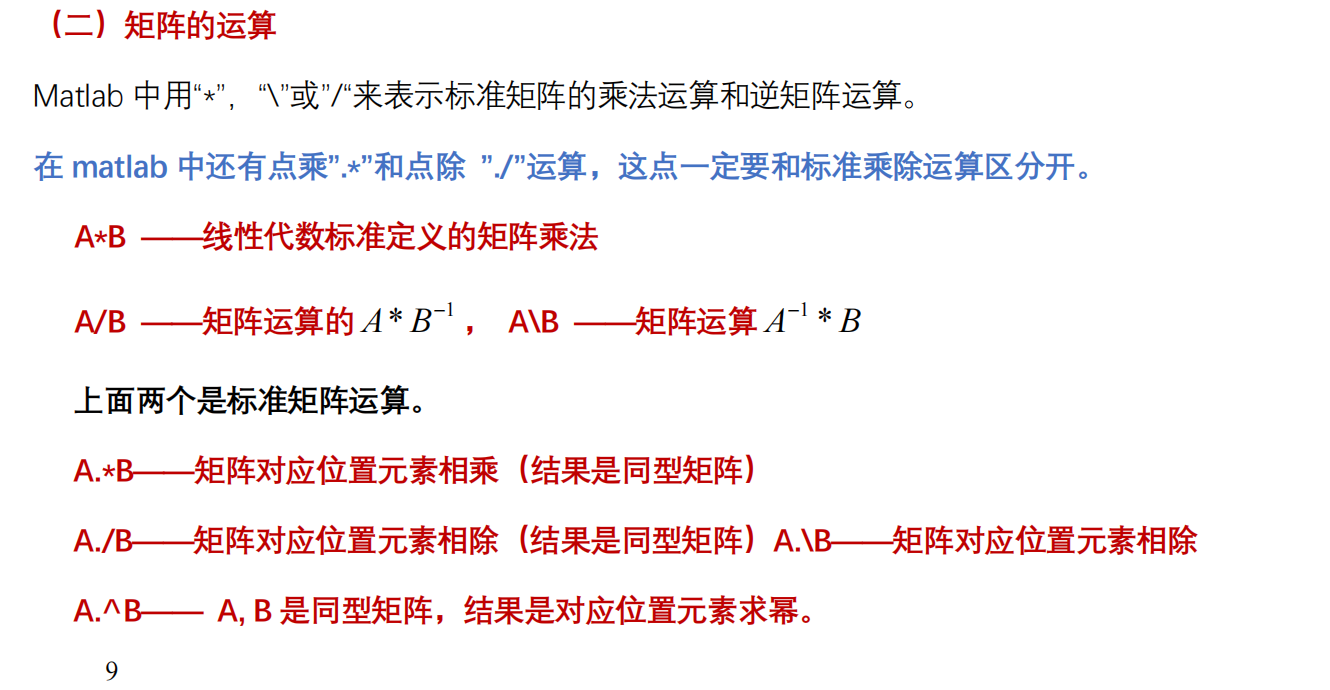 （二）矩阵的运算
Matlab 中用“*”，“\”或”/“来表示标准矩阵的乘法运算和逆矩阵运算。
在 matlab 中还有点乘”.*”和点除 ”./”运算，这点一定要和标准乘除运算区分开。
A*B ——线性代数标准定义的矩阵乘法
A/B ——矩阵运算的 A * B⁻¹ ， A\B ——矩阵运算 A⁻¹ * B
上面两个是标准矩阵运算。
A.*B——矩阵对应位置元素相乘（结果是同型矩阵）
A./B——矩阵对应位置元素相除（结果是同型矩阵）A.\B——矩阵对应位置元素相除
A.^B—— A, B 是同型矩阵，结果是对应位置元素求幂。
9